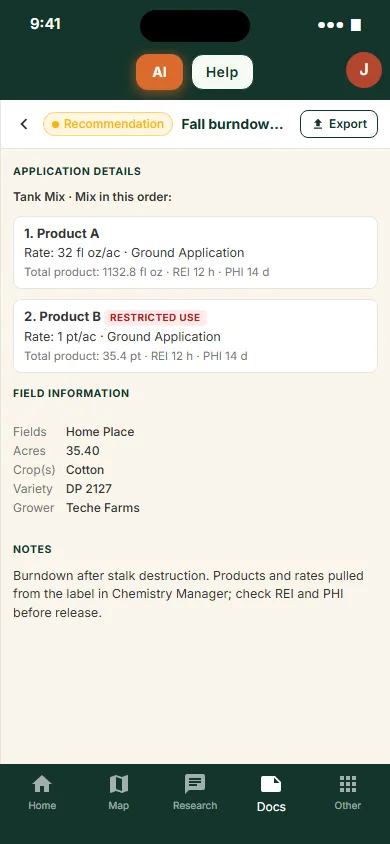 9:41
AI
Help
J
Recommendation
Fall burndow...
Export
APPLICATION DETAILS
Tank Mix · Mix in this order:
1. Product A
Rate: 32 fl oz/ac · Ground Application
Total product: 1132.8 fl oz · REI 12 h · PHI 14 d
2. Product B RESTRICTED USE
Rate: 1 pt/ac · Ground Application
Total product: 35.4 pt · REI 12 h · PHI 14 d
FIELD INFORMATION
Fields Home Place
Acres 35.40
Crop(s) Cotton
Variety DP 2127
Grower Teche Farms
NOTES
Burndown after stalk destruction. Products and rates pulled
from the label in Chemistry Manager; check REI and PHI
before release.
Home Map Research Docs Other